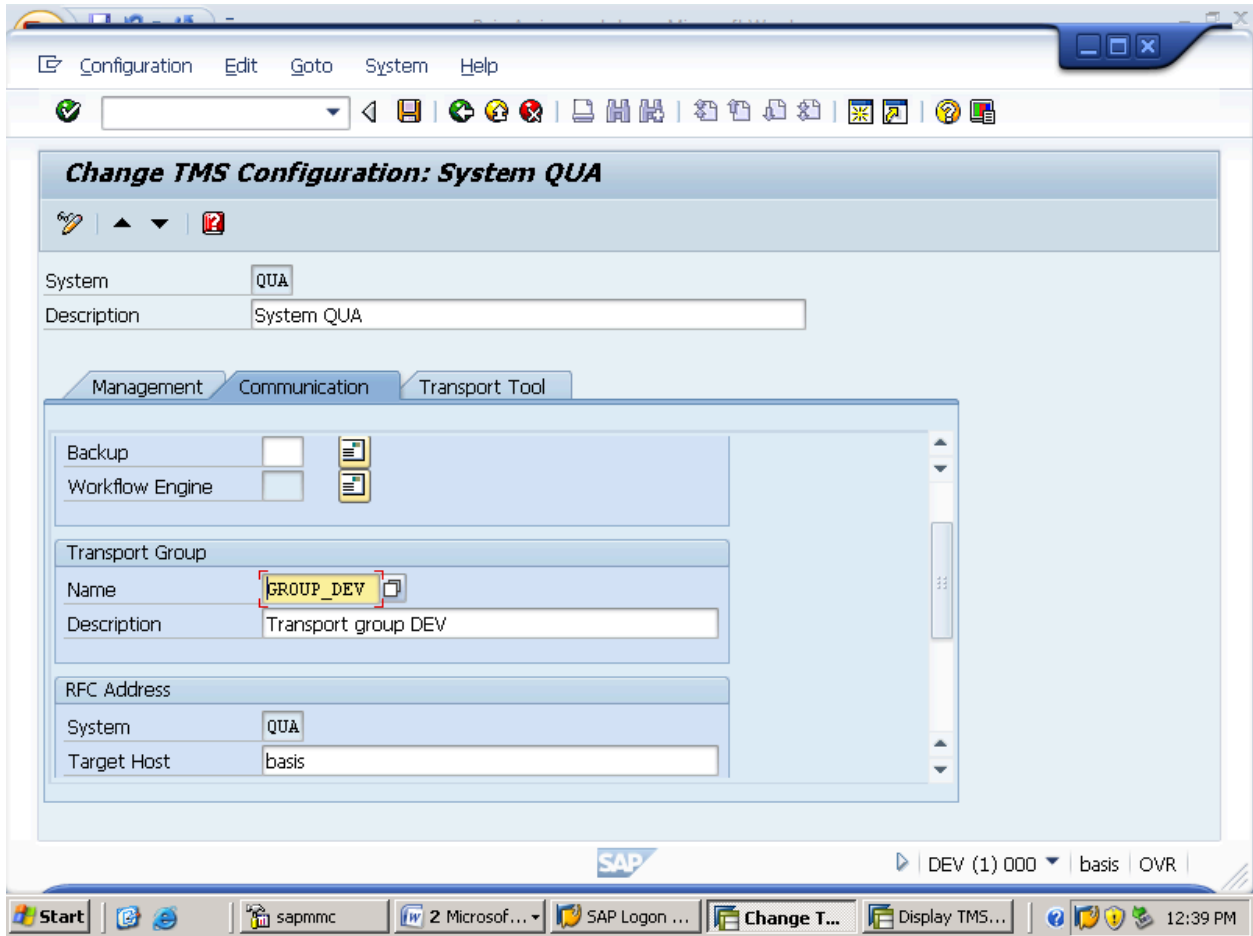 Configuration Edit Goto System Help
Change TMS Configuration: System QUA
System QUA
Description System QUA
Management Communication Transport Tool
Backup
Workflow Engine
Transport Group
Name GROUP_DEV
Description Transport group DEV
RFC Address
System QUA
Target Host basis
SAP
DEV (1) 000 basis OVR
Start sapmmc 2 Microsof... SAP Logon ... Change T... Display TMS... 12:39 PM